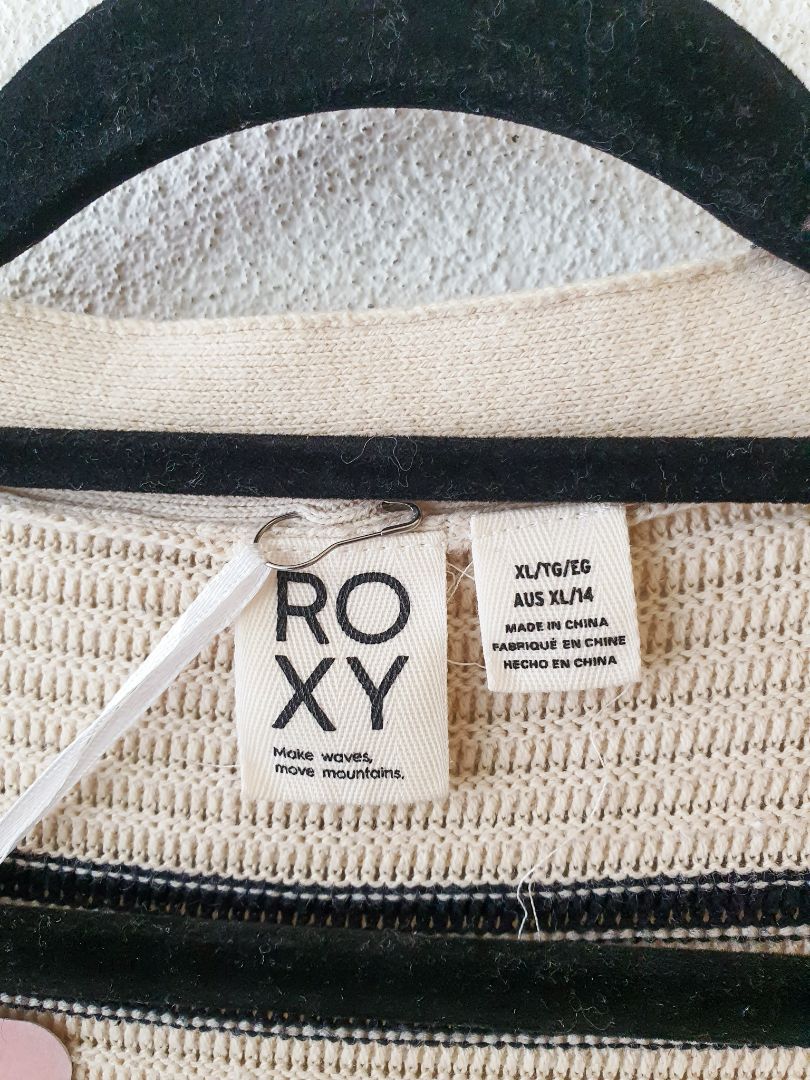 RO
XY
Make waves,
move mountains.
XL/TG/EG
AUS XL/14
MADE IN CHINA
FABRIQUÉ EN CHINE
HECHO EN CHINA